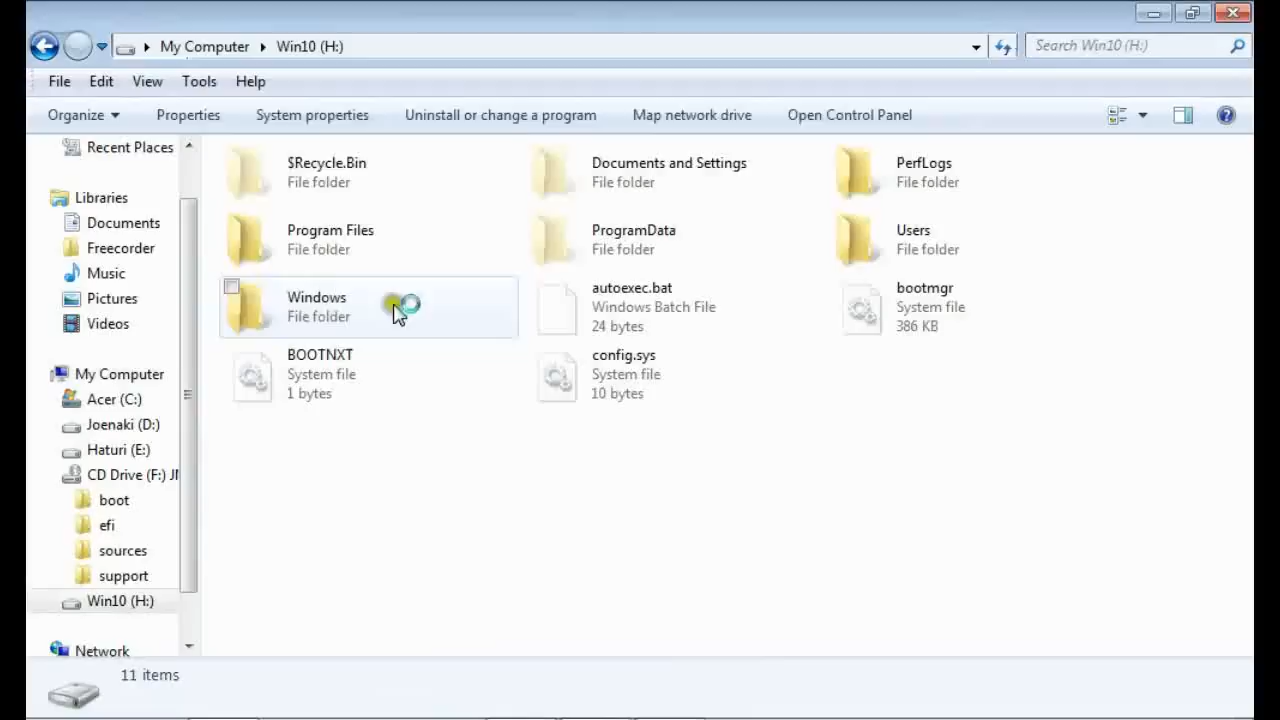 My Computer Win10 (H:)
Search Win10 (H:)
File Edit View Tools Help
Organize Properties System properties Uninstall or change a program Map network drive Open Control Panel
Recent Places
Libraries
Documents
Freecorder
Music
Pictures
Videos
My Computer
Acer (C:)
Joenaki (D:)
Haturi (E:)
CD Drive (F:)
boot
efi
sources
support
Win10 (H:)
Network
$Recycle.Bin
File folder
Documents and Settings
File folder
PerfLogs
File folder
Program Files
File folder
ProgramData
File folder
Users
File folder
Windows
File folder
autoexec.bat
Windows Batch File
24 bytes
bootmgr
System file
386 KB
BOOTNXT
System file
1 bytes
config.sys
System file
10 bytes
11 items